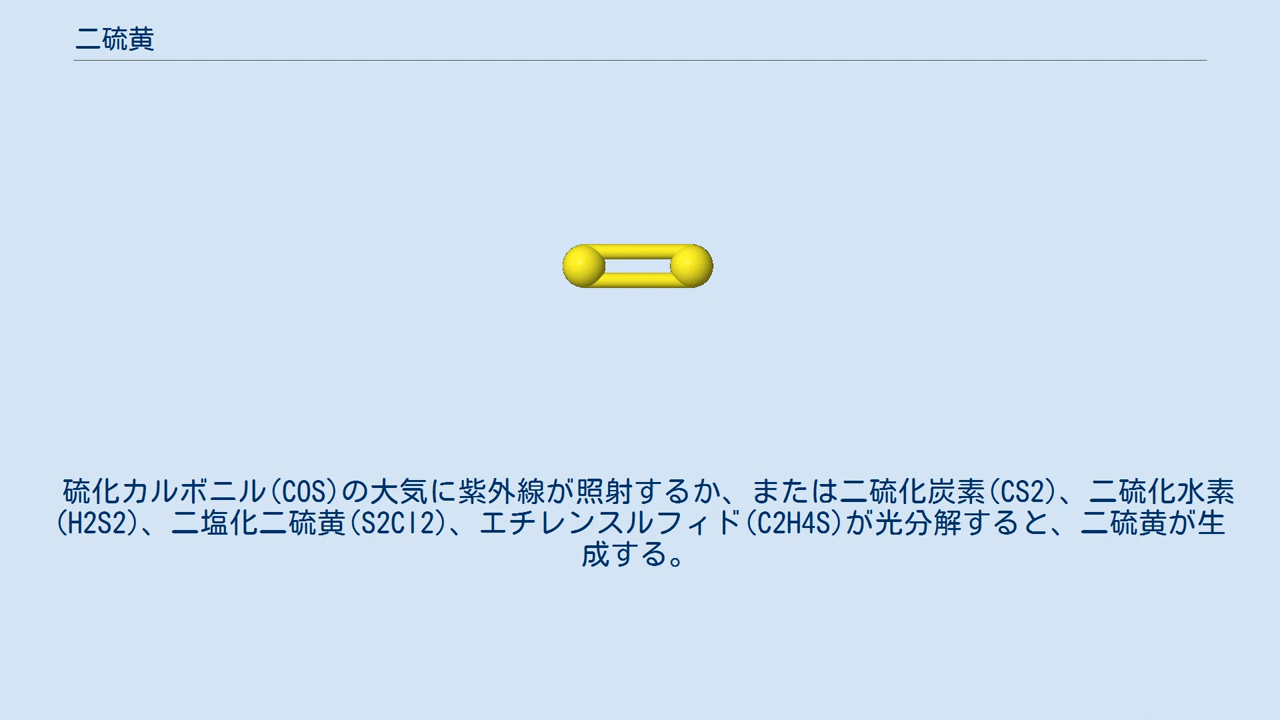 二硫黄
硫化カルボニル(COS)の大気に紫外線が照射するか、または二硫化炭素(CS2)、二硫化水素
(H2S2)、二塩化二硫黄(S2Cl2)、エチレンスルフィド(C2H4S)が光分解すると、二硫黄が生
成する。